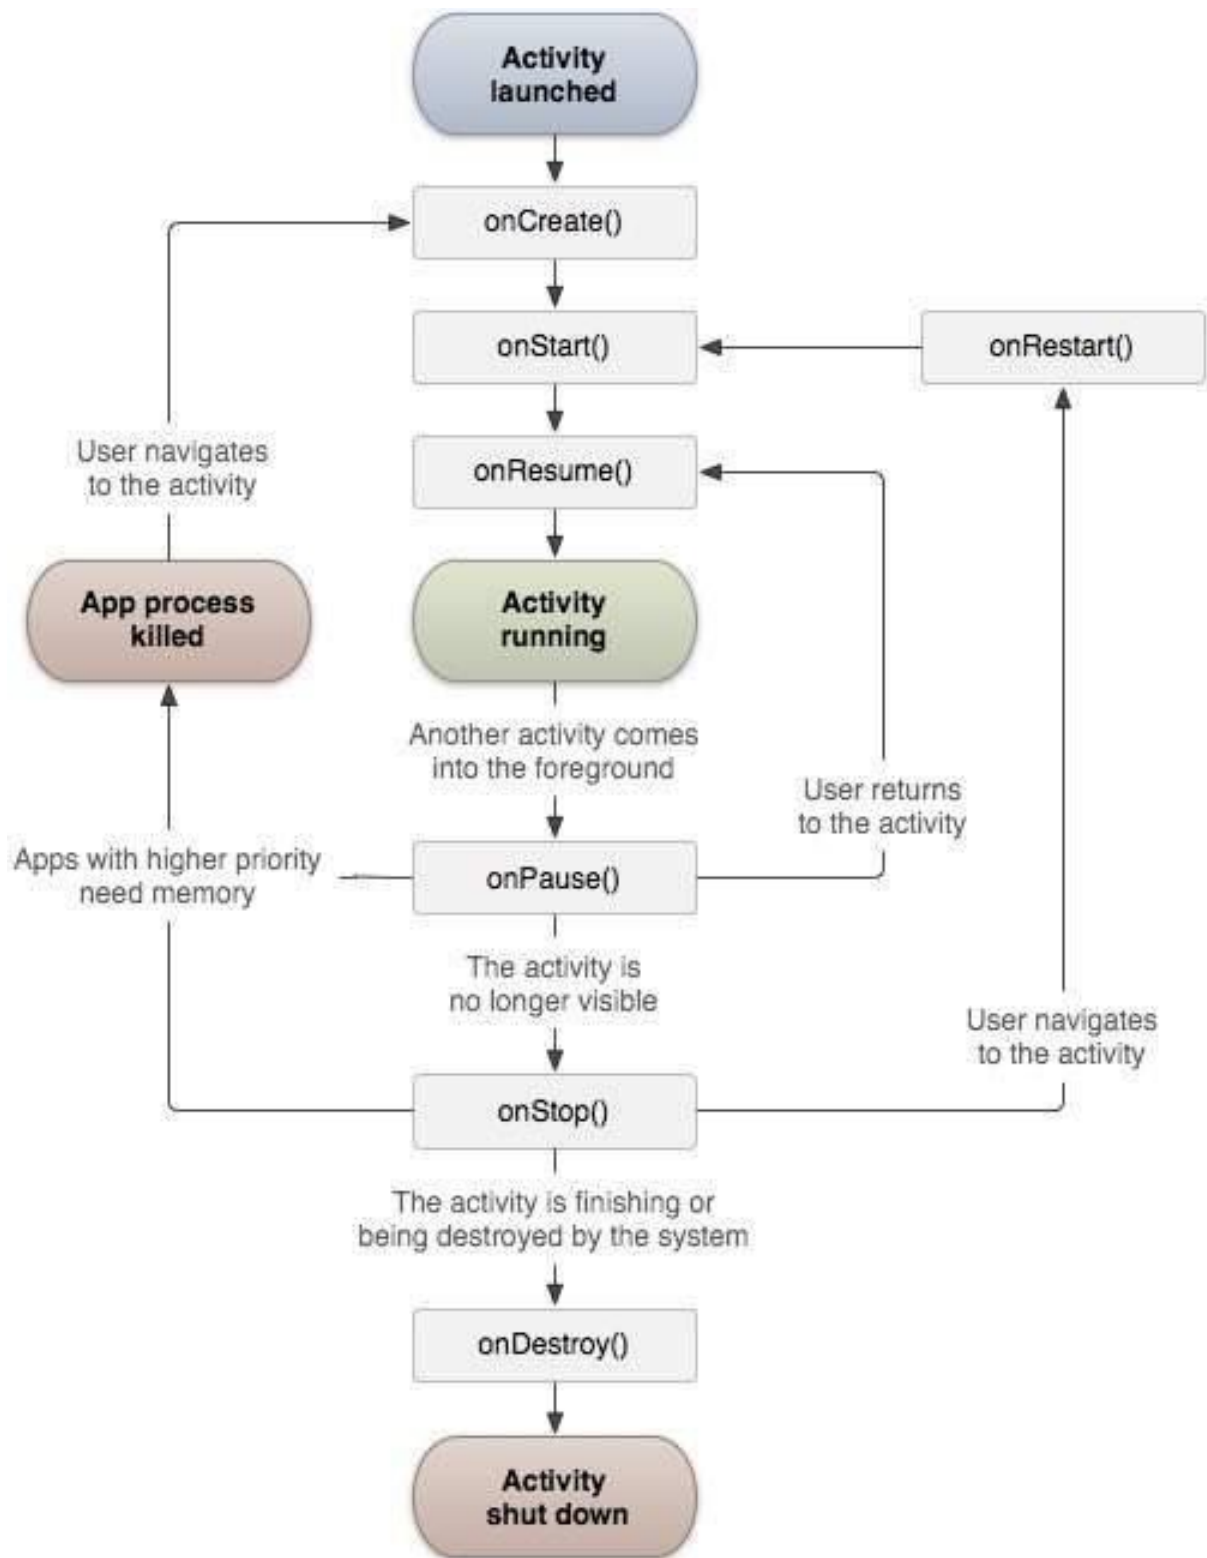 Activity
launched
onCreate()
onStart()
onRestart()
User navigates
to the activity
onResume()
App process
killed
Activity
running
Another activity comes
into the foreground
User returns
to the activity
Apps with higher priority
need memory
onPause()
The activity is
no longer visible
User navigates
to the activity
onStop()
The activity is finishing or
being destroyed by the system
onDestroy()
Activity
shut down